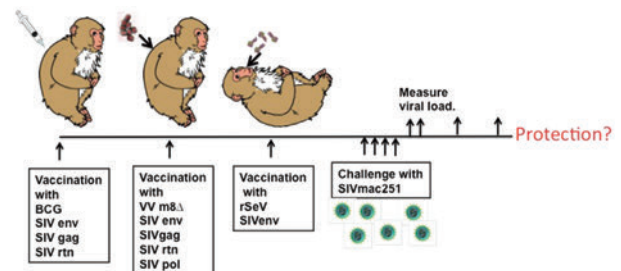 Measure
viral load.
Protection?
Vaccination
with
BCG
SIV env
SIV gag
SIV rtn
Vaccination
with
VV m8Δ
SIV env
SIVgag
SIV rtn
SIV pol
Vaccination
with
rSeV
SIVenv
Challenge with
SIVmac251